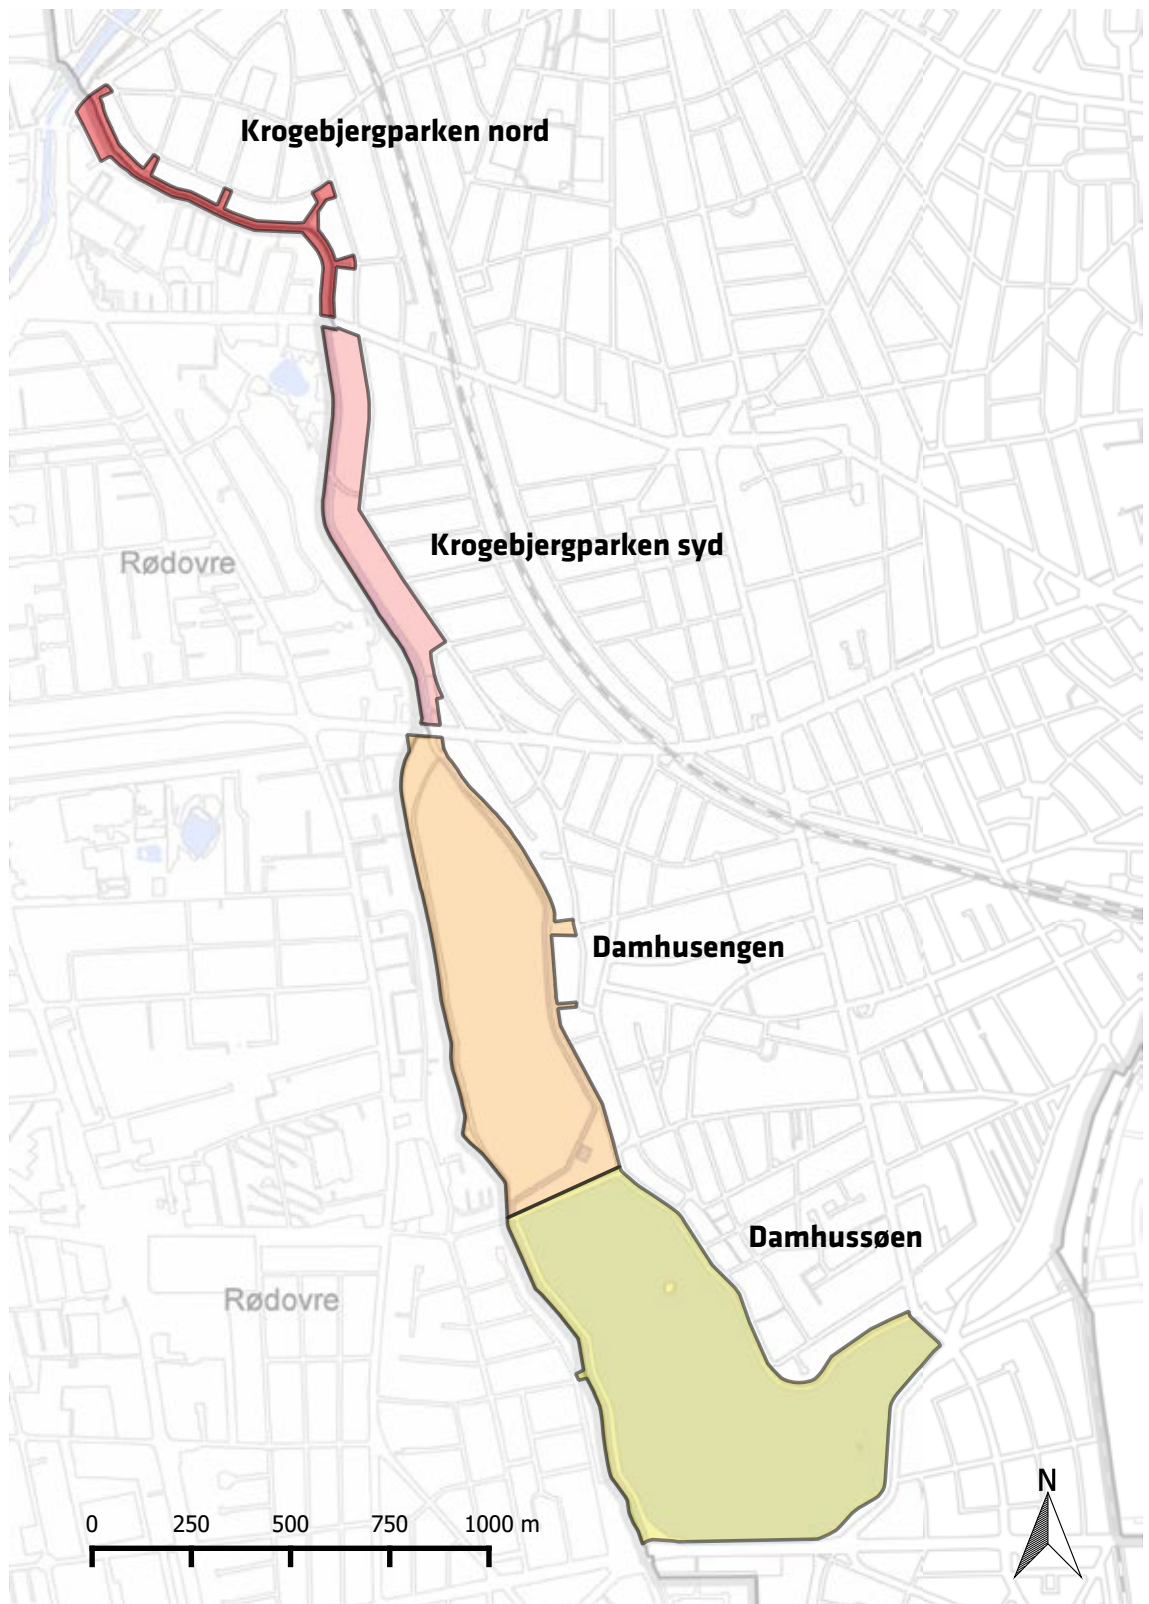 Krogebjergparken nord
Krogebjergparken syd
Rødovre
Damhusengen
Damhussøen
Rødovre
N
0 250 500 750 1000 m